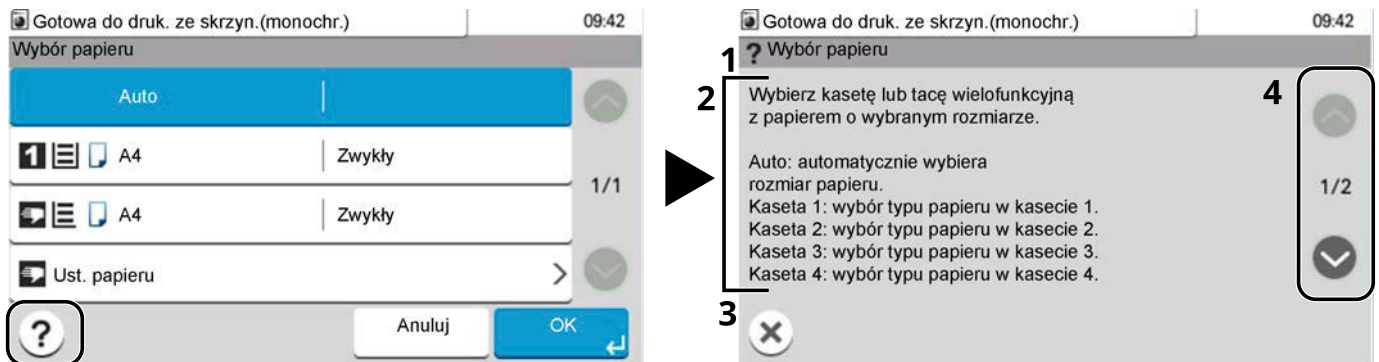 Gotowa do druk. ze skrzyn.(monochr.) 09:42
Wybór papieru
Auto
1 A4 Zwykły
A4 Zwykły
1/1
Ust. papieru >
? Anuluj OK
Gotowa do druk. ze skrzyn.(monochr.) 09:42
1 ? Wybór papieru
2
Wybierz kasetę lub tacę wielofunkcyjną
z papierem o wybranym rozmiarze.
Auto: automatycznie wybiera
rozmiar papieru.
Kaseta 1: wybór typu papieru w kasecie 1.
Kaseta 2: wybór typu papieru w kasecie 2.
Kaseta 3: wybór typu papieru w kasecie 3.
Kaseta 4: wybór typu papieru w kasecie 4.
3
4
1/2